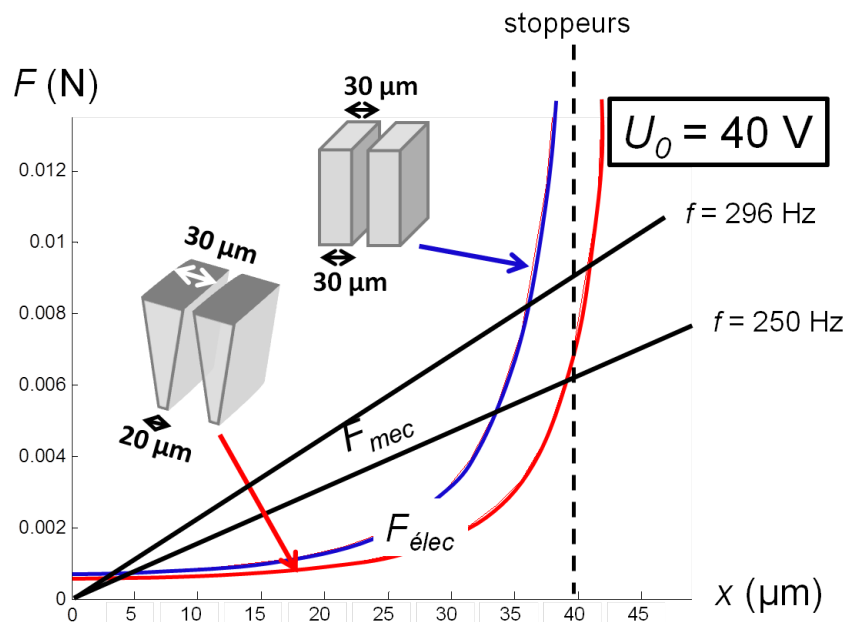 stoppeurs
F (N)
30 µm
U0 = 40 V
0.012
f = 296 Hz
0.01
30 µm
30 µm
0.008
f = 250 Hz
0.006
20 µm
Fmec
0.004
0.002
Félec
0
0 5 10 15 20 25 30 35 40 45
x (µm)